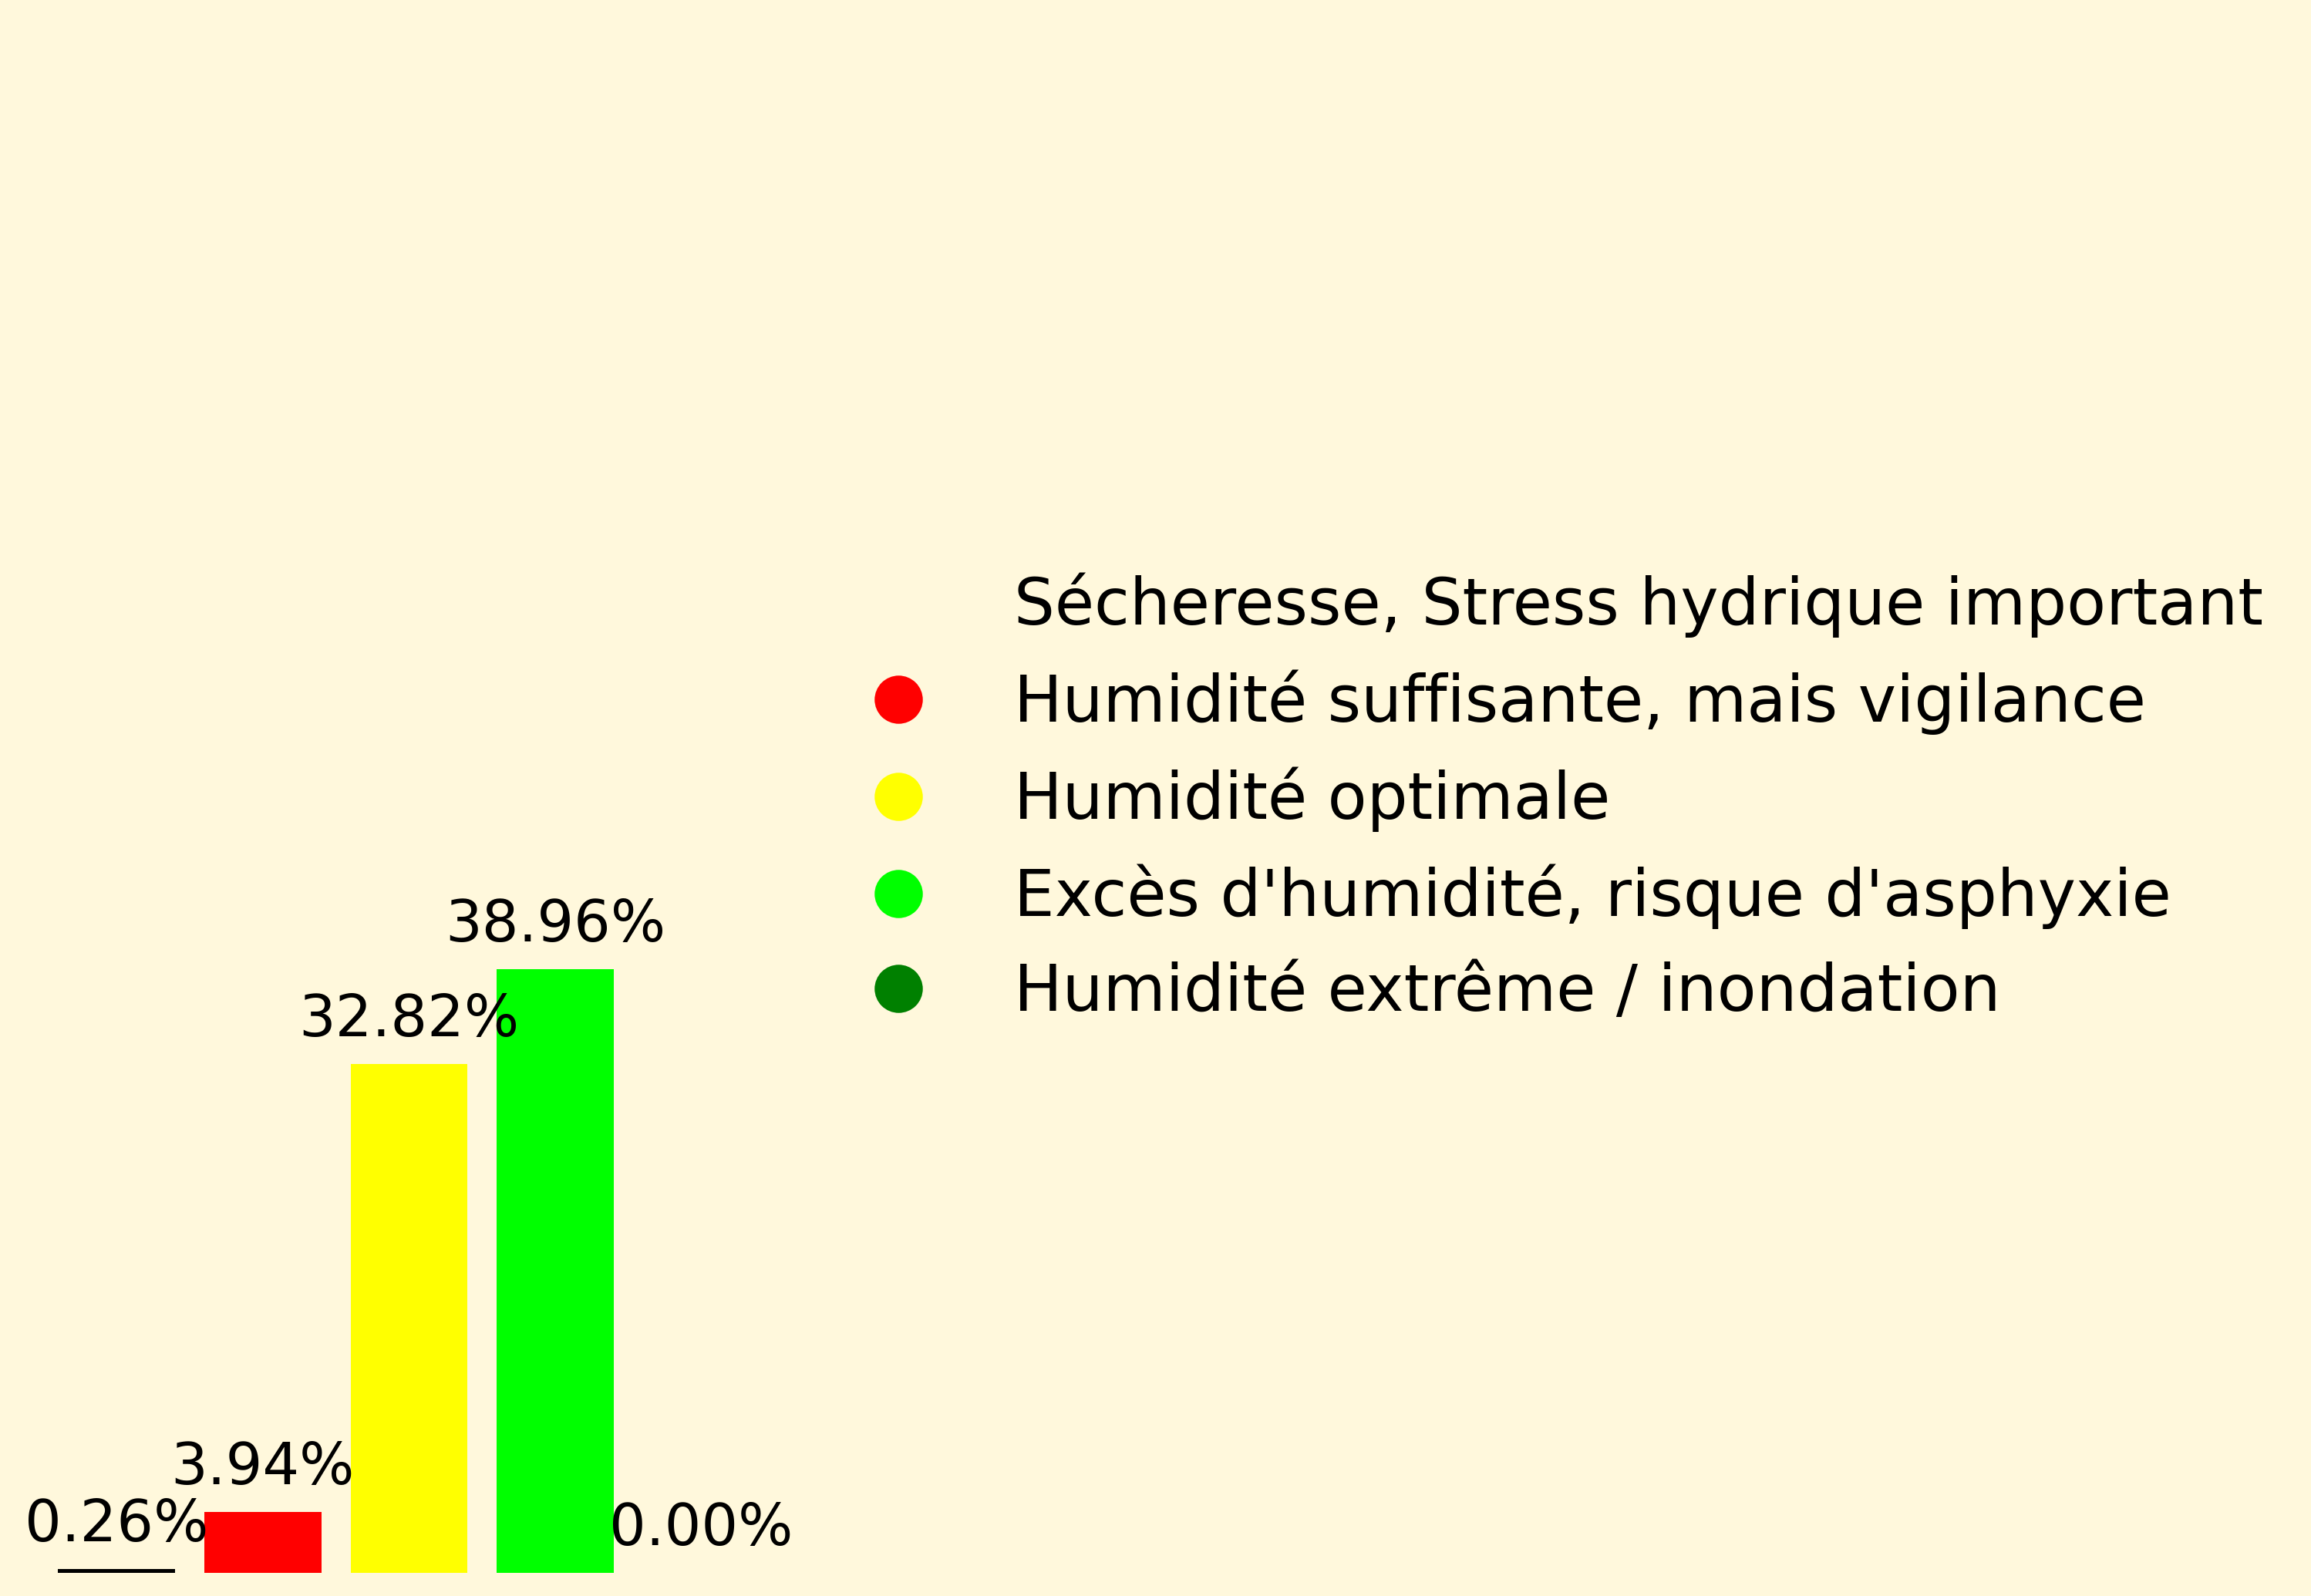 Sécheresse, Stress hydrique important
Humidité suffisante, mais vigilance
Humidité optimale
Excès d'humidité, risque d'asphyxie
Humidité extrême / inondation
38.96%
32.82%
3.94%
0.26%
0.00%